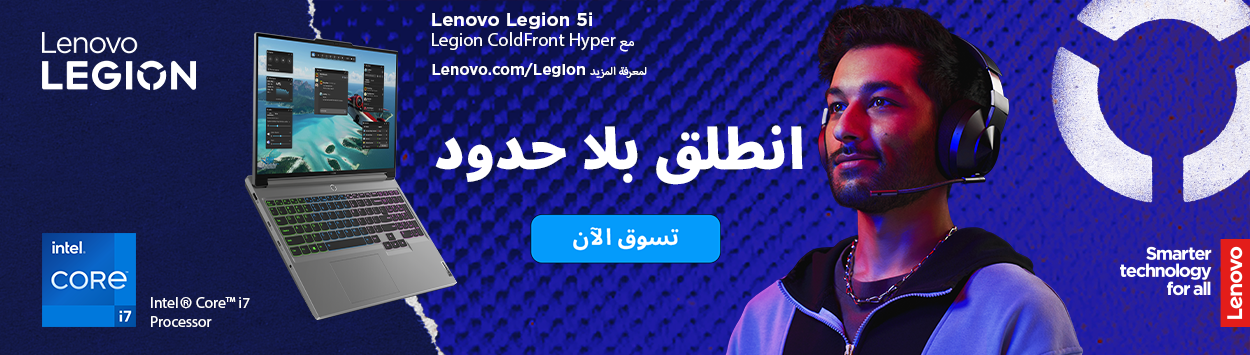 Lenovo
LEGION
Lenovo Legion 5i
مع Legion ColdFront Hyper
لمعرفة المزيد Lenovo.com/Legion
انطلق بلا حدود
تسوق الآن
intel.
CORE™
i7
Intel® Core™ i7
Processor
Smarter
technology
for all
Lenovo